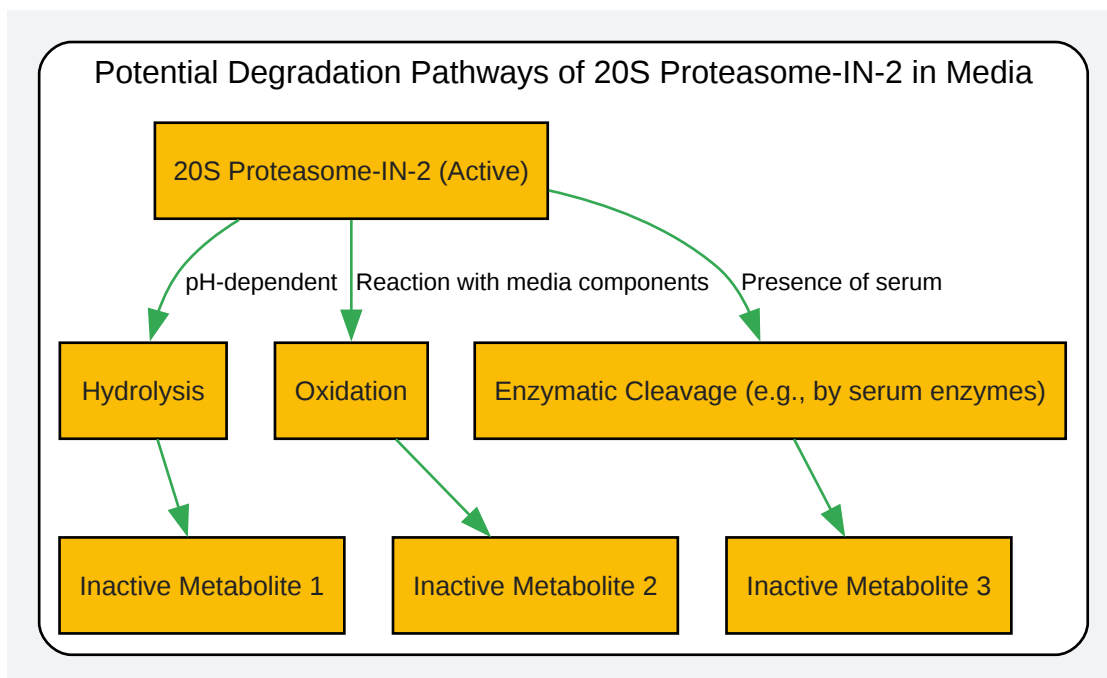 Potential Degradation Pathways of 20S Proteasome-IN-2 in Media
20S Proteasome-IN-2 (Active)
pH-dependent
Reaction with media components
Presence of serum
Hydrolysis
Oxidation
Enzymatic Cleavage (e.g., by serum enzymes)
Inactive Metabolite 1
Inactive Metabolite 2
Inactive Metabolite 3